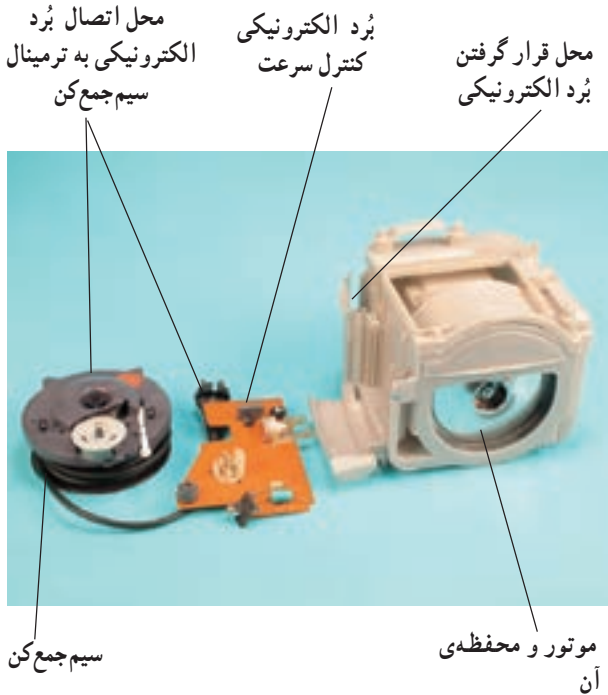 محل قرار گرفتن
بُرد الکترونیکی
بُرد الکترونیکی
کنترل سرعت
محل اتصال بُرد
الکترونیکی به ترمینال
سیم‌جمع‌کن
موتور و محفظه‌ی
آن
سیم‌جمع‌کن